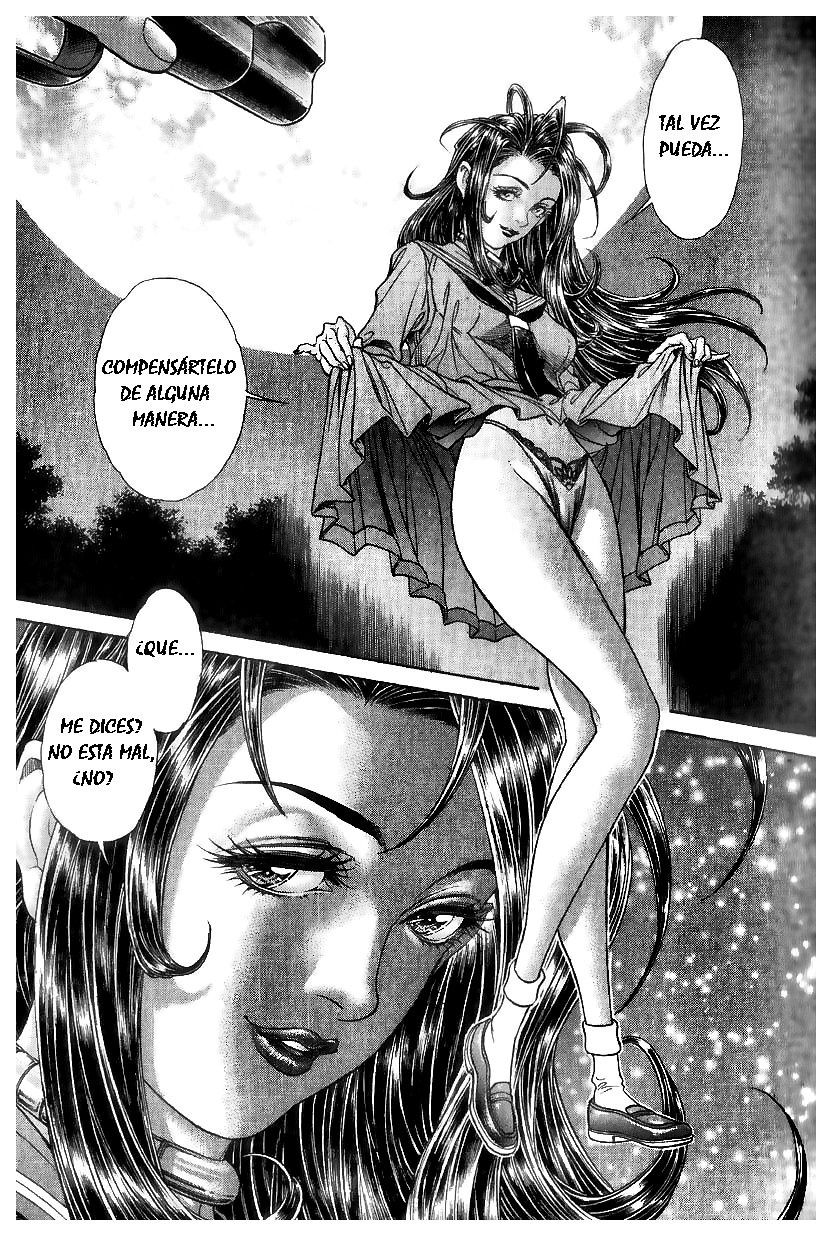 TAL VEZ
PUEDA...
COMPENSÁRTELO
DE ALGUNA
MANERA...
¿QUE...
ME DICES?
NO ESTA MAL,
¿NO?